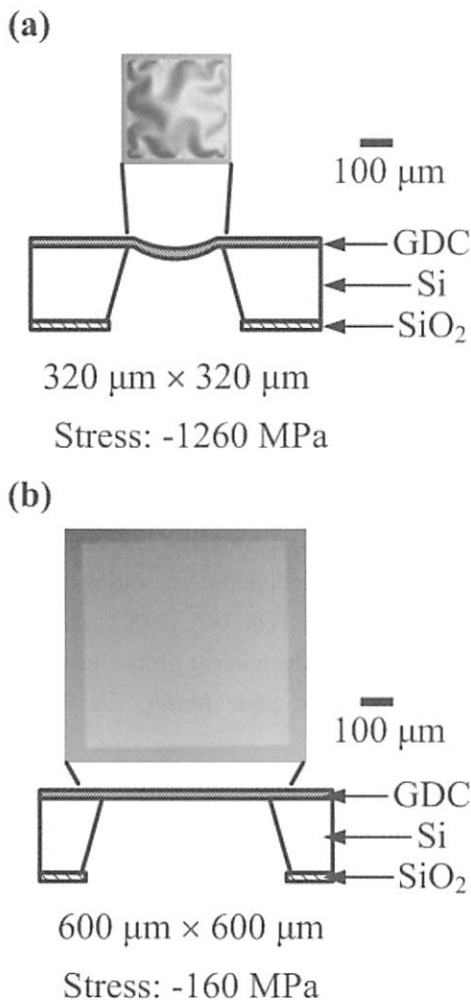 (a)
100 μm
GDC
Si
SiO₂
320 μm × 320 μm
Stress: -1260 MPa
(b)
100 μm
GDC
Si
SiO₂
600 μm × 600 μm
Stress: -160 MPa